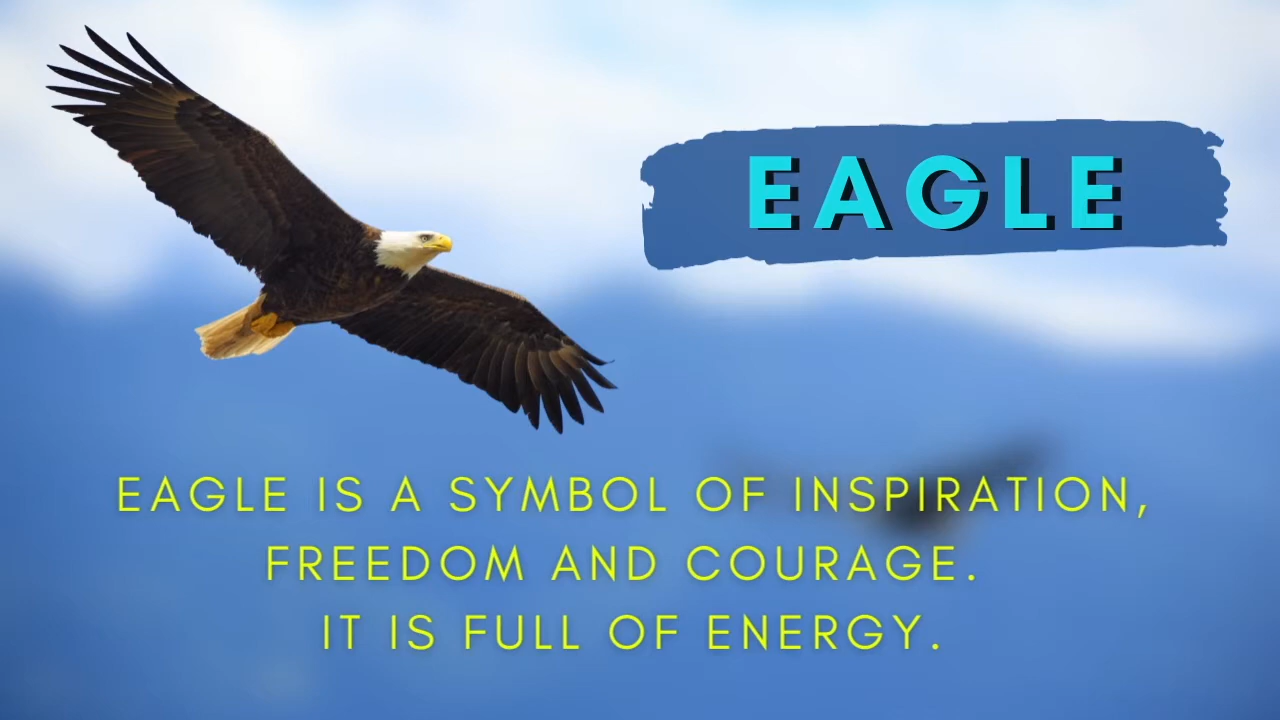 EAGLE
EAGLE IS A SYMBOL OF INSPIRATION,
FREEDOM AND COURAGE.
IT IS FULL OF ENERGY.